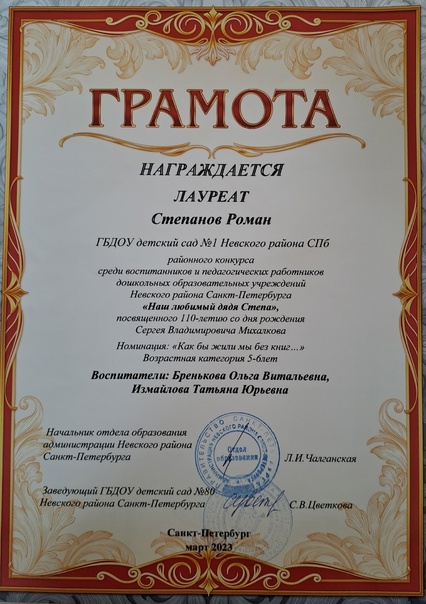 ГРАМОТА
НАГРАЖДАЕТСЯ
ЛАУРЕАТ
Степанов Роман
ГБДОУ детский сад №1 Невского района СПб
районного конкурса
среди воспитанников и педагогических работников
дошкольных образовательных учреждений
Невского района Санкт-Петербурга
«Наш любимый дядя Степа»,
посвященного 110-летию со дня рождения
Сергея Владимировича Михалкова
Номинация: «Как бы жили мы без книг…»
Возрастная категория 5-6лет
Воспитатели: Бренькова Ольга Витальевна,
Измайлова Татьяна Юрьевна
Начальник отдела образования
администрации Невского района
Санкт-Петербурга
Л.И.Чалганская
Отдел
образования
Заведующий ГБДОУ детский сад №80
Невского района Санкт-Петербурга
С.В.Цветкова
Санкт-Петербург
март 2023